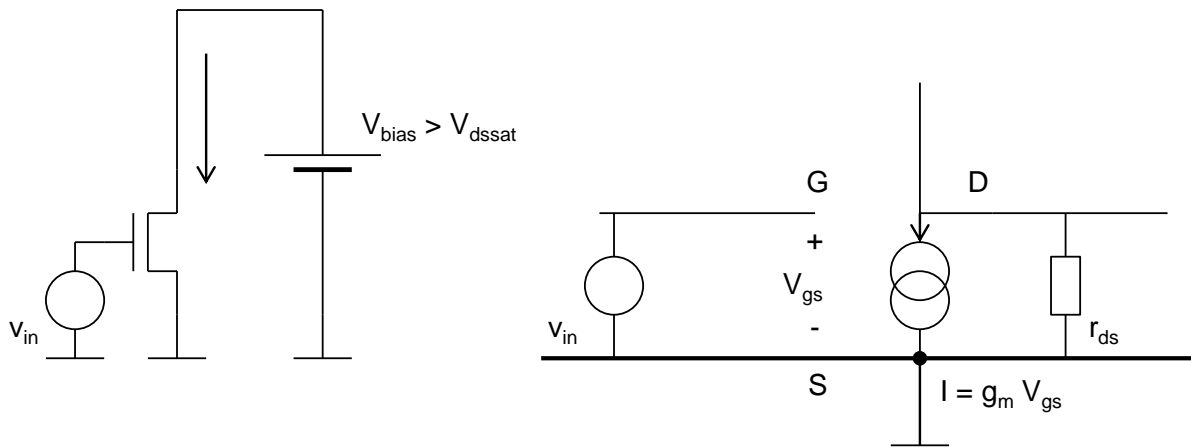 V_bias > V_dssat
v_in
G
D
+
V_gs
-
v_in
r_ds
S
I = g_m V_gs